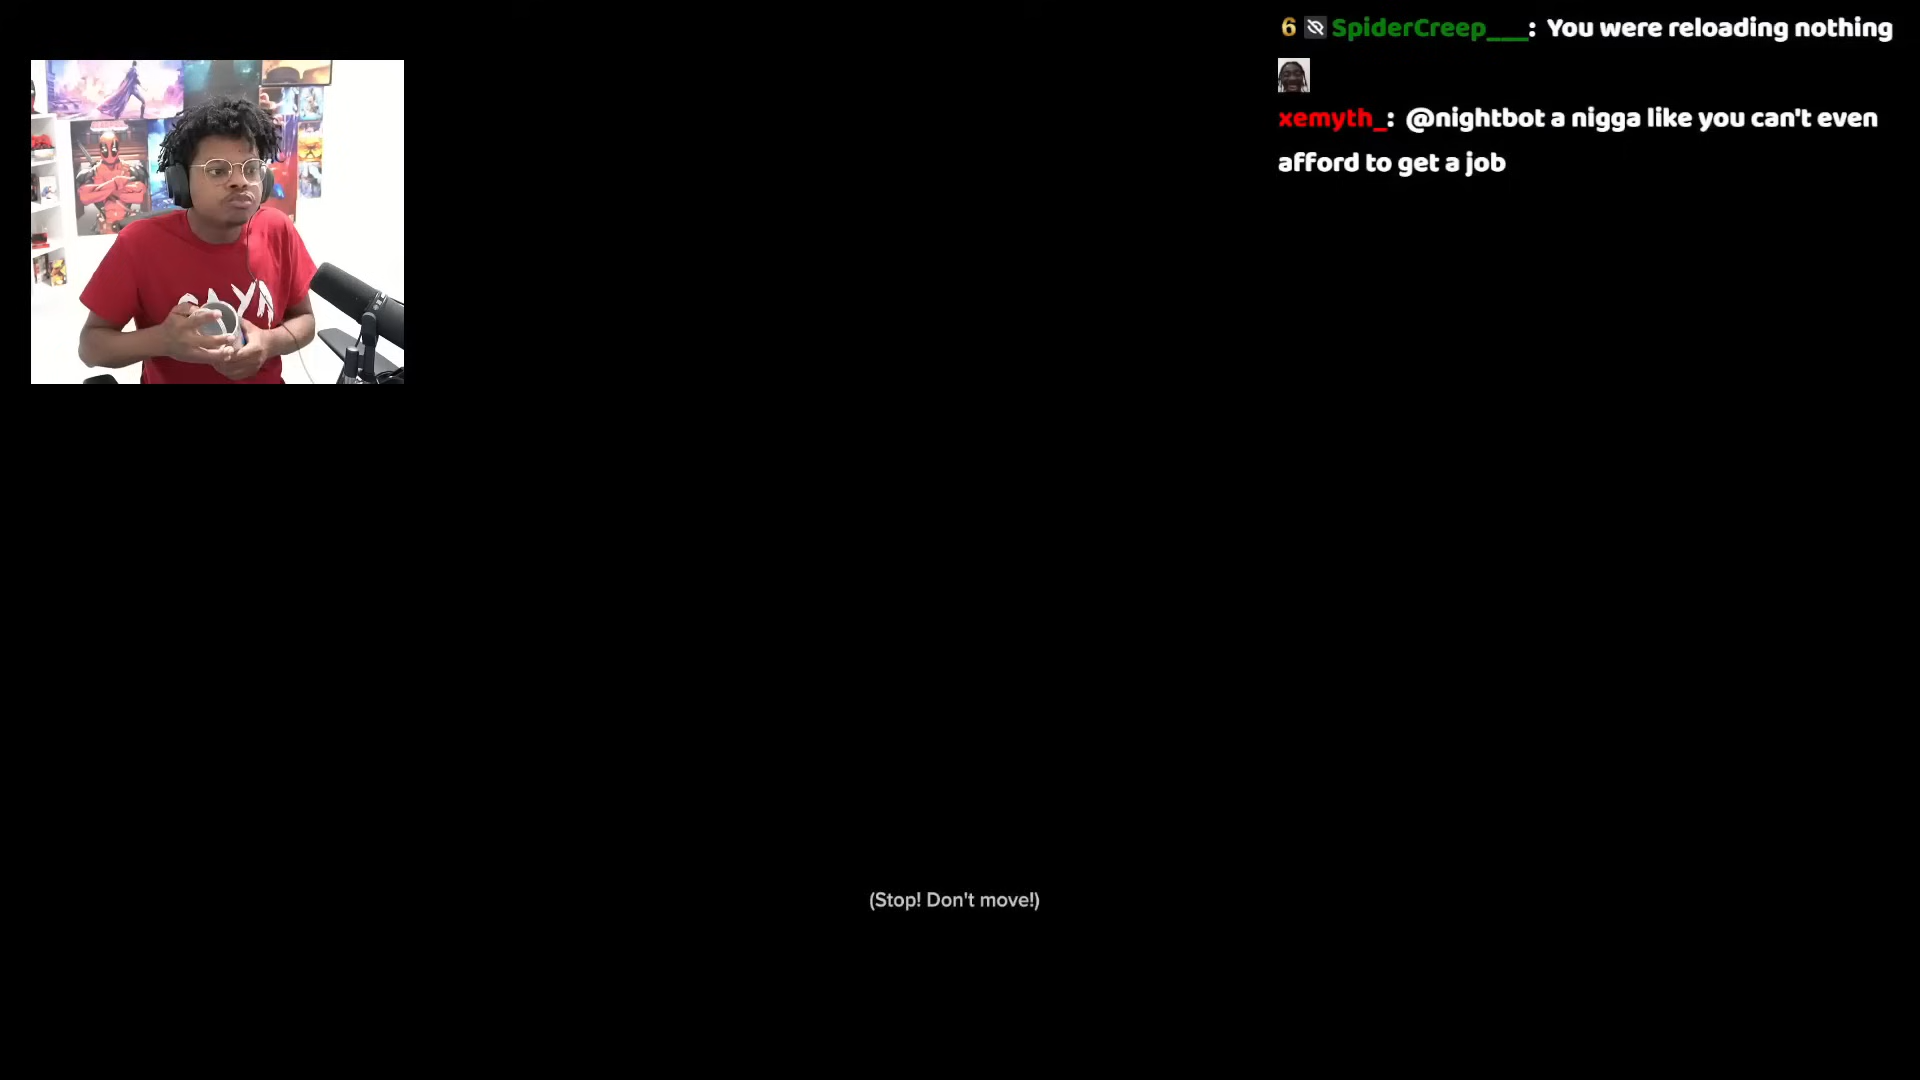 6 SpiderCreep___: You were reloading nothing
xemyth_: @nightbot a nigga like you can't even
afford to get a job
(Stop! Don't move!)